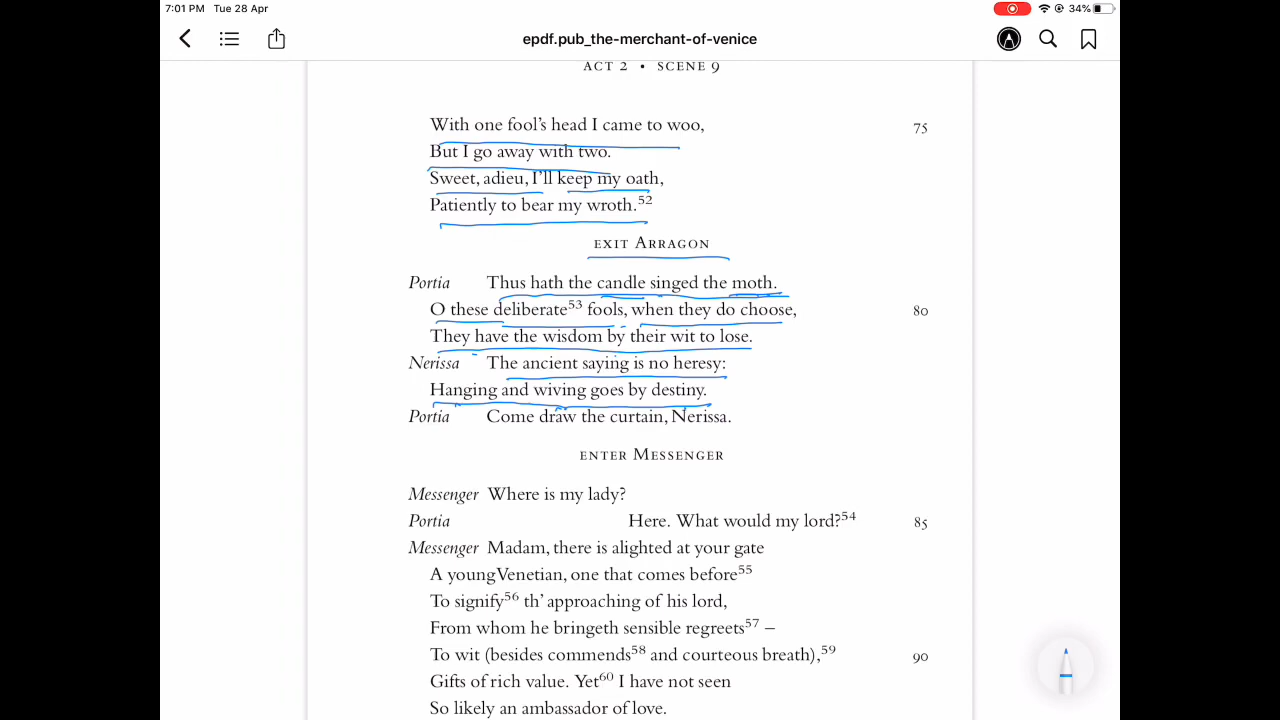 7:01 PM Tue 28 Apr
34%
epdf.pub_the-merchant-of-venice
ACT 2 • SCENE 9
With one fool's head I came to woo, 75
But I go away with two.
Sweet, adieu, I'll keep my oath,
Patiently to bear my wroth.52
EXIT ARRAGON
Portia Thus hath the candle singed the moth.
O these deliberate53 fools, when they do choose, 80
They have the wisdom by their wit to lose.
Nerissa The ancient saying is no heresy:
Hanging and wiving goes by destiny.
Portia Come draw the curtain, Nerissa.
ENTER MESSENGER
Messenger Where is my lady?
Portia Here. What would my lord?54 85
Messenger Madam, there is alighted at your gate
A young Venetian, one that comes before55
To signify56 th' approaching of his lord,
From whom he bringeth sensible regreets57 –
To wit (besides commends58 and courteous breath),59 90
Gifts of rich value. Yet60 I have not seen
So likely an ambassador of love.